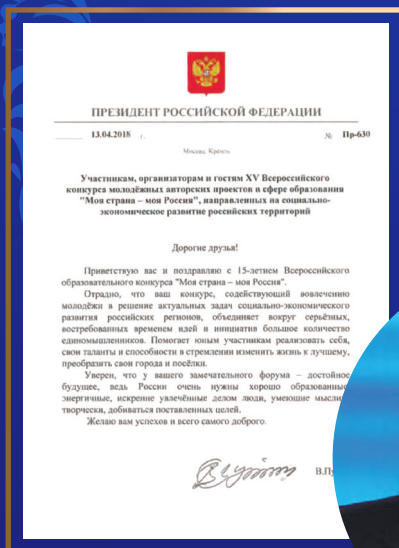 ПРЕЗИДЕНТ РОССИЙСКОЙ ФЕДЕРАЦИИ
13.04.2018 г. № Пр-630
Москва, Кремль
Участникам, организаторам и гостям XV Всероссийского
конкурса молодёжных авторских проектов в сфере образования
"Моя страна – моя Россия", направленных на социально-
экономическое развитие российских территорий
Дорогие друзья!
Приветствую вас и поздравляю с 15-летием Всероссийского
образовательного конкурса "Моя страна – моя Россия".
Отрадно, что ваш конкурс, содействующий вовлечению
молодёжи в решение актуальных задач социально-экономического
развития российских регионов, объединяет вокруг серьёзных,
востребованных временем идей и инициатив большое количество
единомышленников. Помогает юным участникам реализовать себя,
свои таланты и способности в стремлении изменить жизнь к лучшему,
преобразить свои города и посёлки.
Уверен, что у вашего замечательного форума – достойное
будущее, ведь России очень нужны хорошо образованные,
энергичные, искренне увлечённые делом люди, умеющие
творчески, добиваться поставленных целей.
Желаю вам успехов и всего самого доброго.